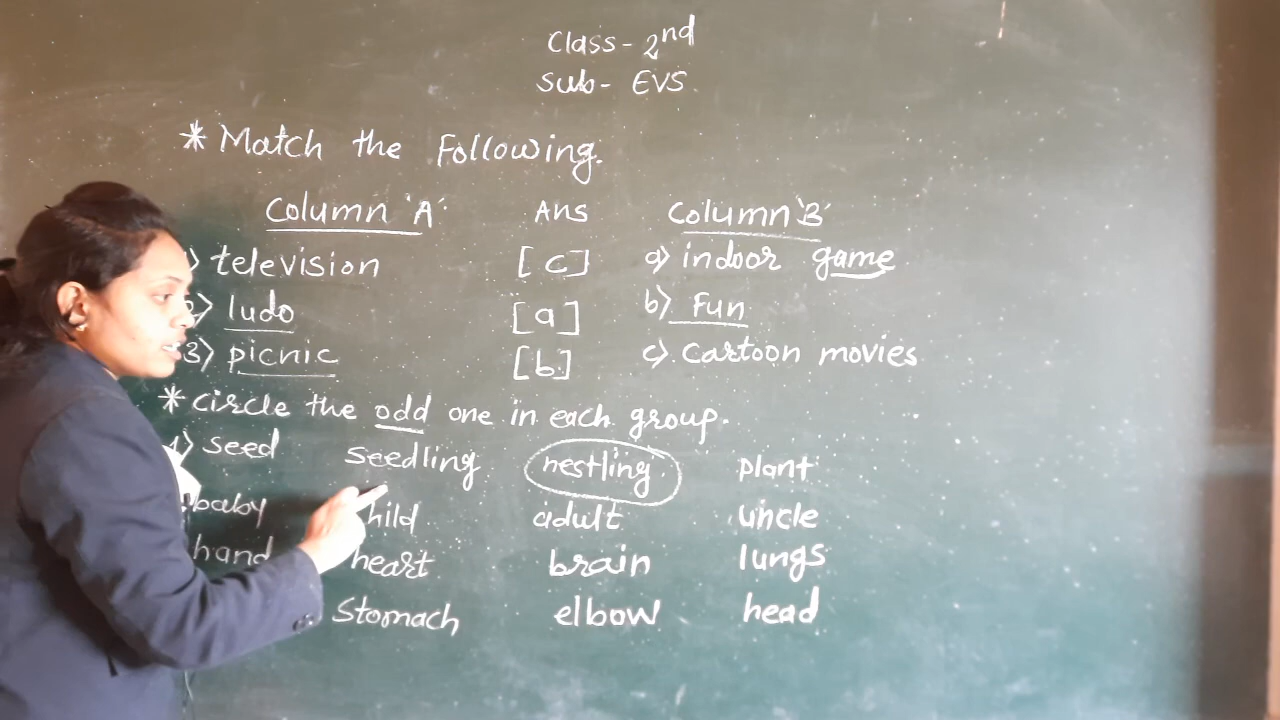 Class - 2nd
Sub - EVS
* Match the Following.
Column 'A' Ans Column 'B'
television [c] a) indoor game
2) ludo [a] b) Fun
3) picnic [b] c) cartoon movies
* circle the odd one in each group.
1) seed seedling nestling plant
baby hild adult uncle
hand heart brain lungs
Stomach elbow head